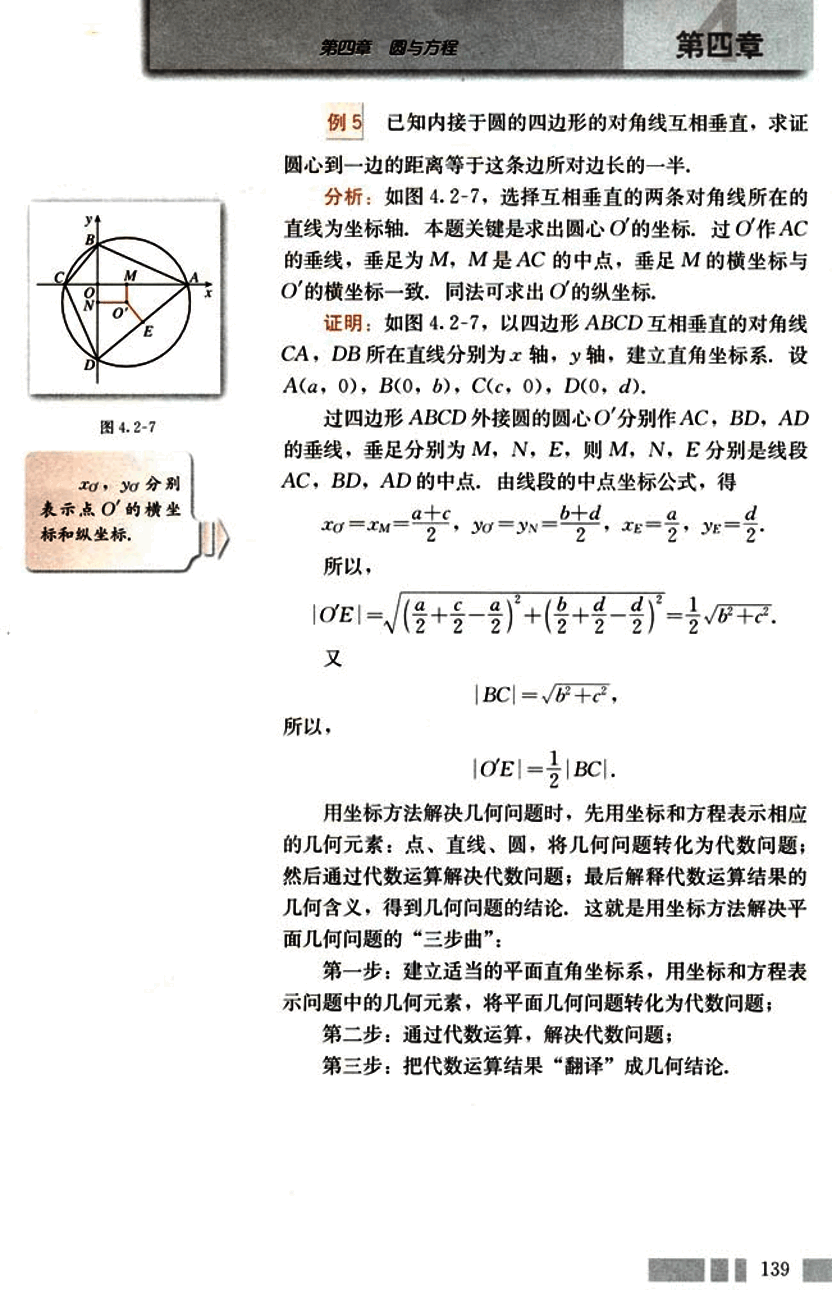 第四章 圆与方程
第四章
例5 已知内接于圆的四边形的对角线互相垂直，求证
圆心到一边的距离等于这条边所对边长的一半.
分析：如图 4.2-7，选择互相垂直的两条对角线所在的
直线为坐标轴. 本题关键是求出圆心 O′的坐标. 过 O′作 AC
的垂线，垂足为 M，M 是 AC 的中点，垂足 M 的横坐标与
O′的横坐标一致. 同法可求出 O′的纵坐标.
证明：如图 4.2-7，以四边形 ABCD 互相垂直的对角线
CA，DB 所在直线分别为 x 轴，y 轴，建立直角坐标系. 设
A(a，0)，B(0，b)，C(c，0)，D(0，d).
过四边形 ABCD 外接圆的圆心 O′分别作 AC，BD，AD
的垂线，垂足分别为 M，N，E，则 M，N，E 分别是线段
AC，BD，AD 的中点. 由线段的中点坐标公式，得
x_{O′}=x_M=\frac{a+c}{2}，y_{O′}=y_N=\frac{b+d}{2}，x_E=\frac{a}{2}，y_E=\frac{d}{2}.
所以，
|O′E|=\sqrt{(\frac{a}{2}+\frac{c}{2}-\frac{a}{2})^2+(\frac{b}{2}+\frac{d}{2}-\frac{d}{2})^2}=\frac{1}{2}\sqrt{b^2+c^2}.
又
|BC|=\sqrt{b^2+c^2}，
所以，
|O′E|=\frac{1}{2}|BC|.
用坐标方法解决几何问题时，先用坐标和方程表示相应
的几何元素：点、直线、圆，将几何问题转化为代数问题；
然后通过代数运算解决代数问题；最后解释代数运算结果的
几何含义，得到几何问题的结论. 这就是用坐标方法解决平
面几何问题的“三步曲”：
第一步：建立适当的平面直角坐标系，用坐标和方程表
示问题中的几何元素，将平面几何问题转化为代数问题；
第二步：通过代数运算，解决代数问题；
第三步：把代数运算结果“翻译”成几何结论.
y
B
C
M
A
O
x
N
O′
E
D
图 4.2-7
x_{O′}，y_{O′} 分别
表示点 O′ 的横坐
标和纵坐标.
139